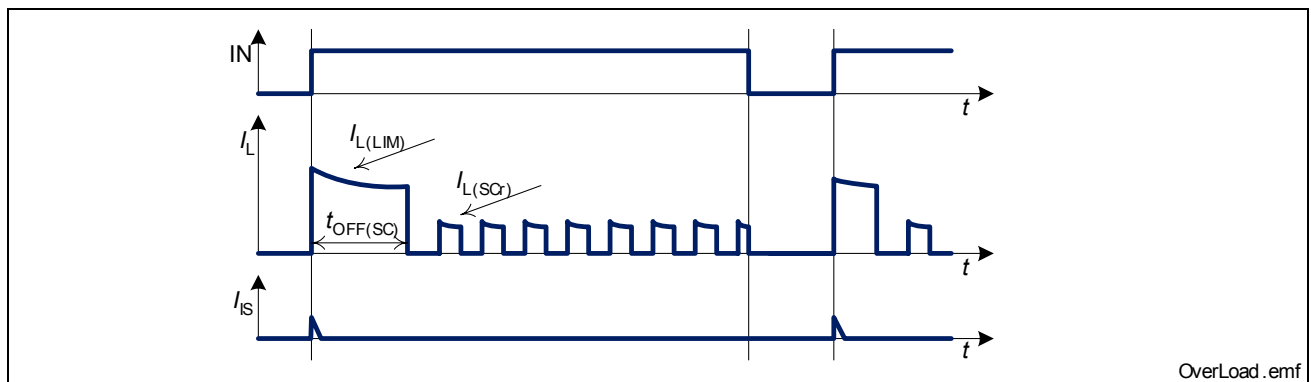 IN
t
I_L
I_L(LIM)
I_L(SCr)
t_OFF(SC)
t
I_IS
t
OverLoad.emf